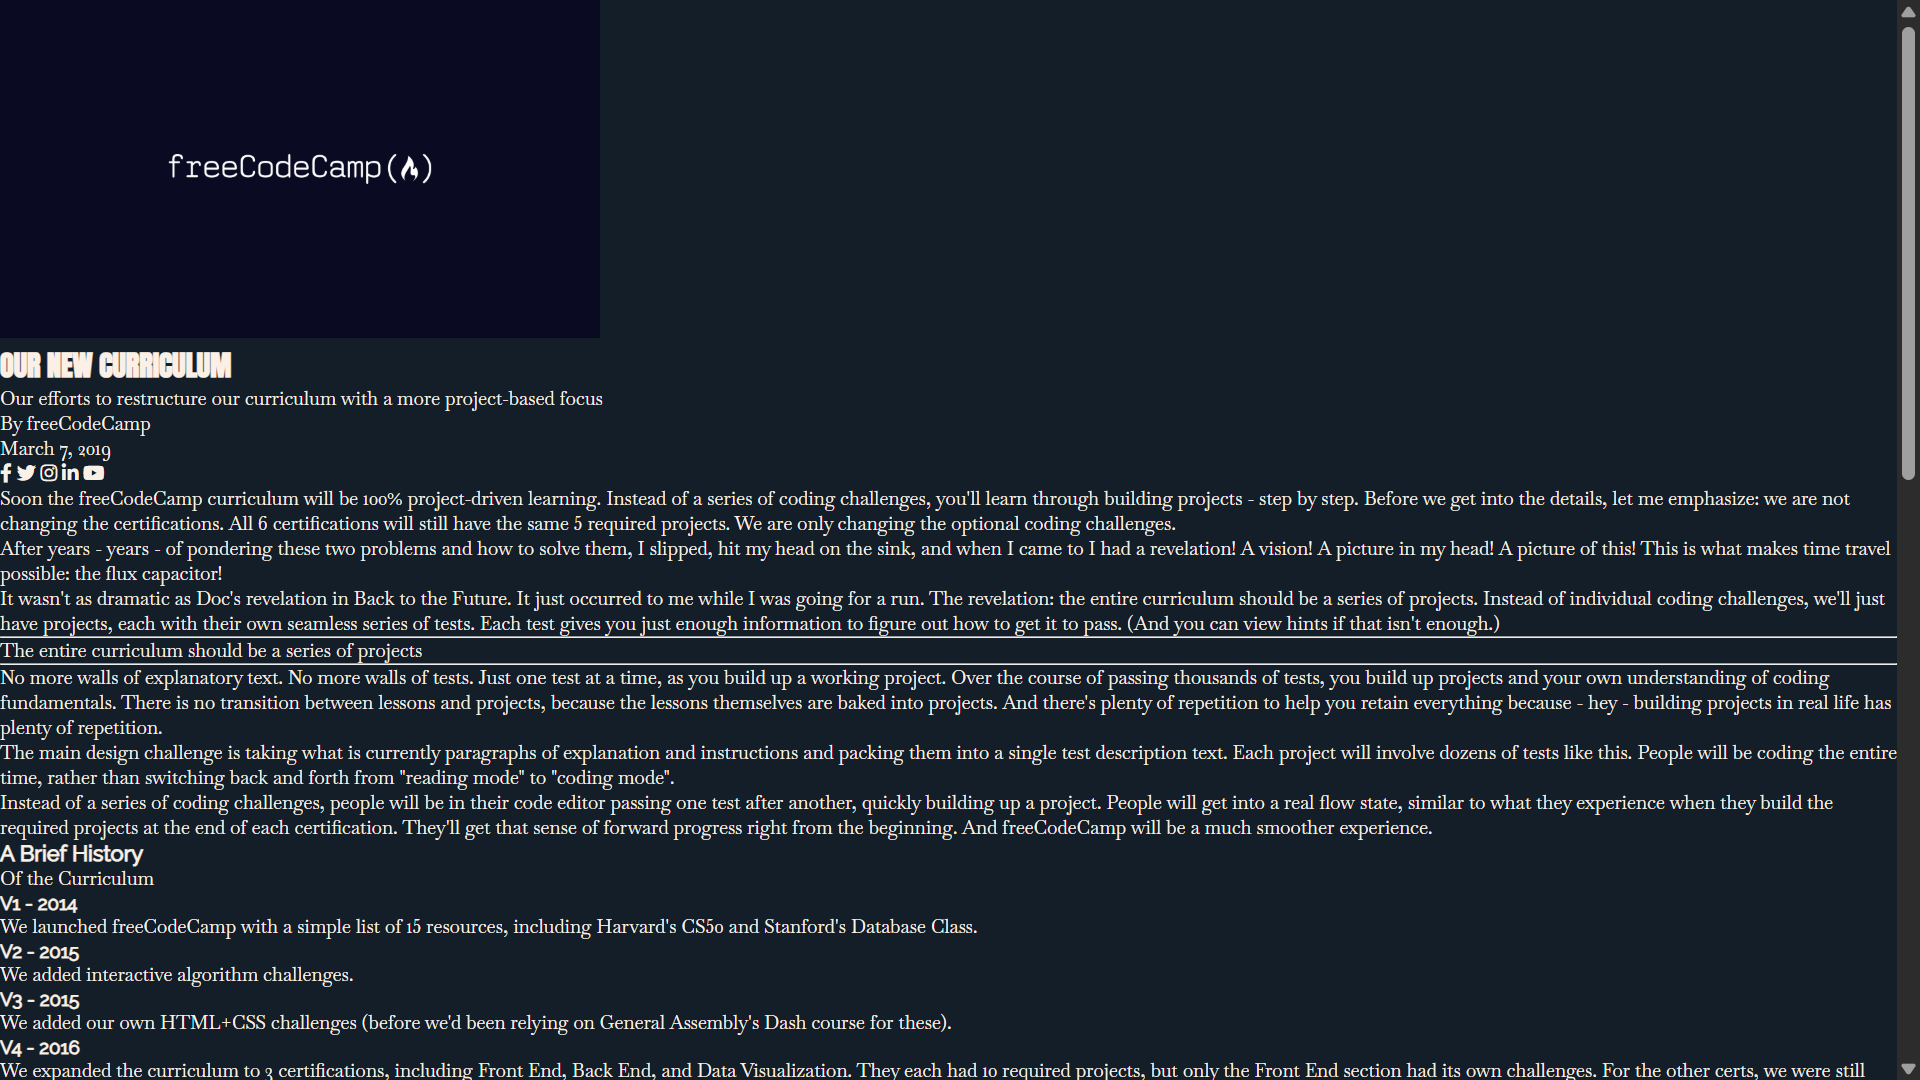 freeCodeCamp
OUR NEW CURRICULUM
Our efforts to restructure our curriculum with a more project-based focus
By freeCodeCamp
March 7, 2019
Soon the freeCodeCamp curriculum will be 100% project-driven learning. Instead of a series of coding challenges, you'll learn through building projects - step by step. Before we get into the details, let me emphasize: we are not
changing the certifications. All 6 certifications will still have the same 5 required projects. We are only changing the optional coding challenges.
After years - years - of pondering these two problems and how to solve them, I slipped, hit my head on the sink, and when I came to I had a revelation! A vision! A picture in my head! A picture of this! This is what makes time travel
possible: the flux capacitor!
It wasn't as dramatic as Doc's revelation in Back to the Future. It just occurred to me while I was going for a run. The revelation: the entire curriculum should be a series of projects. Instead of individual coding challenges, we'll just
have projects, each with their own seamless series of tests. Each test gives you just enough information to figure out how to get it to pass. (And you can view hints if that isn't enough.)
The entire curriculum should be a series of projects
No more walls of explanatory text. No more walls of tests. Just one test at a time, as you build up a working project. Over the course of passing thousands of tests, you build up projects and your own understanding of coding
fundamentals. There is no transition between lessons and projects, because the lessons themselves are baked into projects. And there's plenty of repetition to help you retain everything because - hey - building projects in real life has
plenty of repetition.
The main design challenge is taking what is currently paragraphs of explanation and instructions and packing them into a single test description text. Each project will involve dozens of tests like this. People will be coding the entire
time, rather than switching back and forth from "reading mode" to "coding mode".
Instead of a series of coding challenges, people will be in their code editor passing one test after another, quickly building up a project. People will get into a real flow state, similar to what they experience when they build the
required projects at the end of each certification. They'll get that sense of forward progress right from the beginning. And freeCodeCamp will be a much smoother experience.
A Brief History
Of the Curriculum
V1 - 2014
We launched freeCodeCamp with a simple list of 15 resources, including Harvard's CS50 and Stanford's Database Class.
V2 - 2015
We added interactive algorithm challenges.
V3 - 2015
We added our own HTML+CSS challenges (before we'd been relying on General Assembly's Dash course for these).
V4 - 2016
We expanded the curriculum to 3 certifications, including Front End, Back End, and Data Visualization. They each had 10 required projects, but only the Front End section had its own challenges. For the other certs, we were still